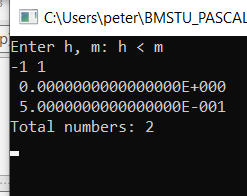 C:\Users\peter\BMSTU_PASCAL
Enter h, m: h < m
-1 1
0.0000000000000000E+000
5.0000000000000000E-001
Total numbers: 2